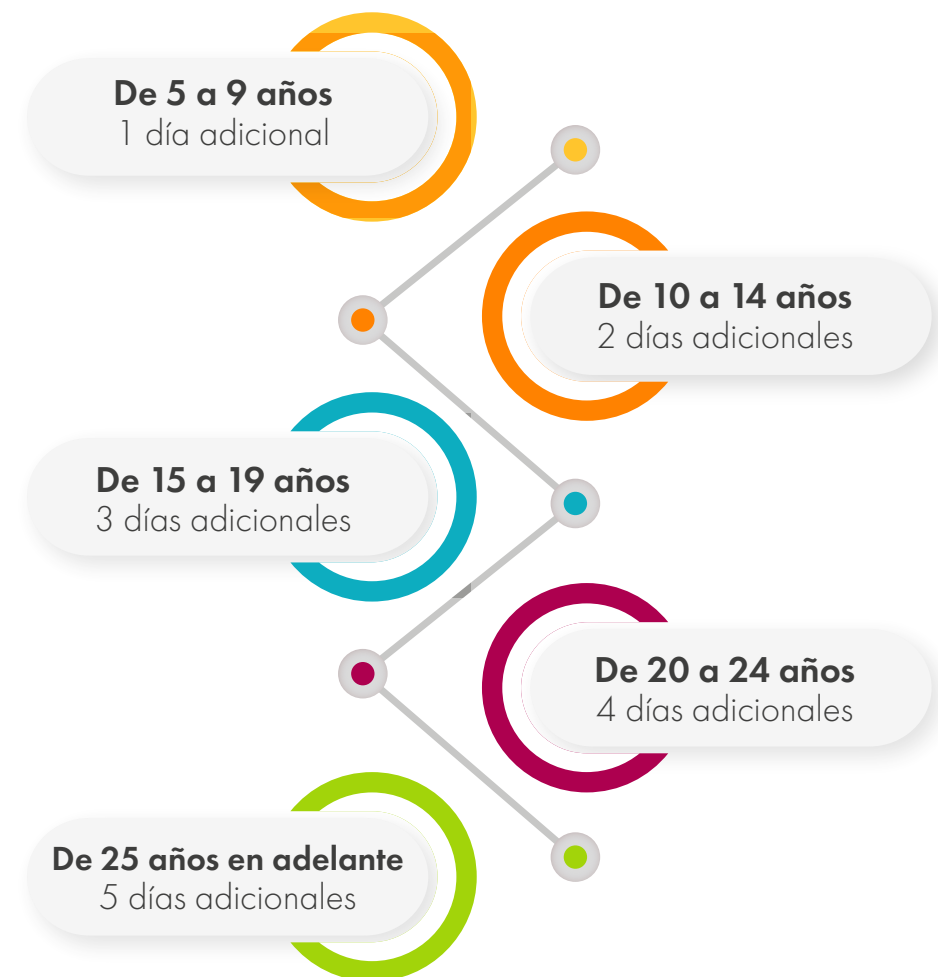 De 5 a 9 años
1 día adicional
De 10 a 14 años
2 días adicionales
De 15 a 19 años
3 días adicionales
De 20 a 24 años
4 días adicionales
De 25 años en adelante
5 días adicionales